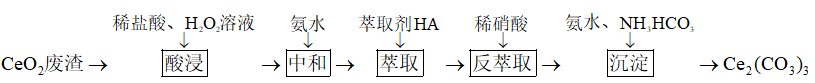 稀盐酸、H₂O₂溶液 氨水 萃取剂HA 稀硝酸 氨水、NH₃HCO₃
CeO₂废渣→ 酸浸 → 中和 → 萃取 → 反萃取 → 沉淀 →Ce₂(CO₃)₃